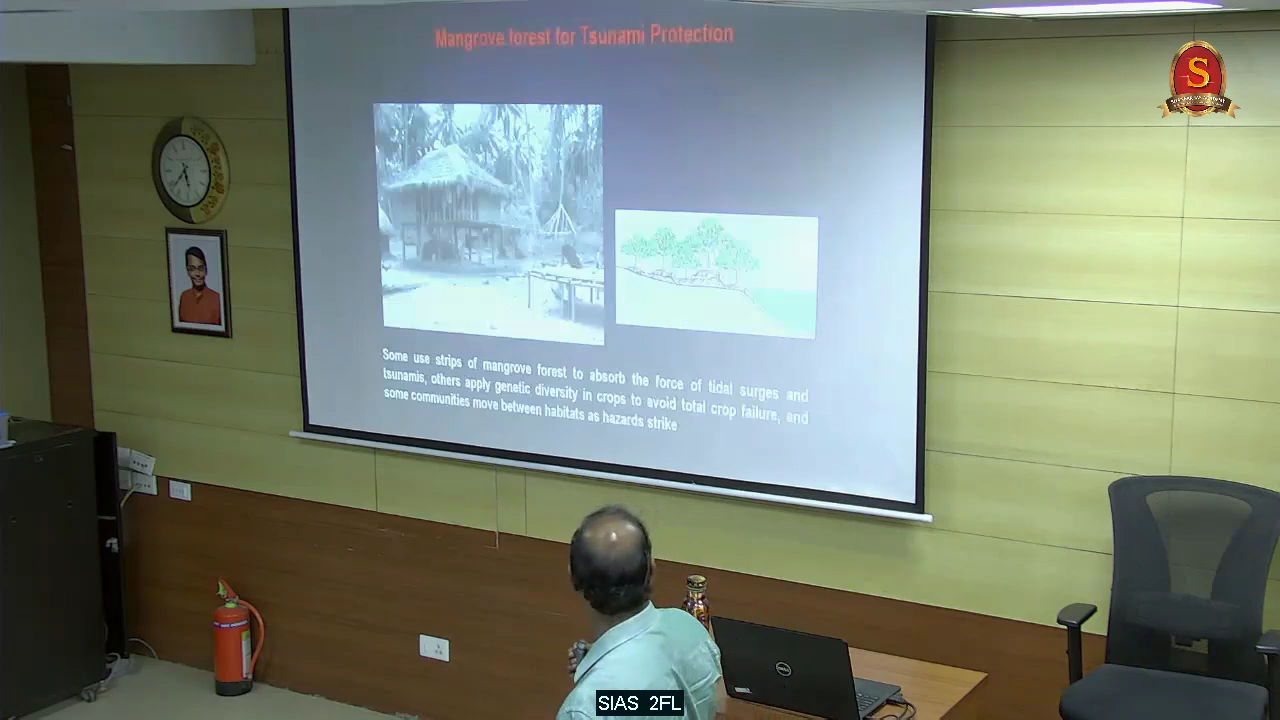 Mangrove forest for Tsunami Protection
Some use strips of mangrove forest to absorb the force of tidal surges and
tsunamis, others apply genetic diversity in crops to avoid total crop failure, and
some communities move between habitats as hazards strike
S
DELL
SIAS 2FL